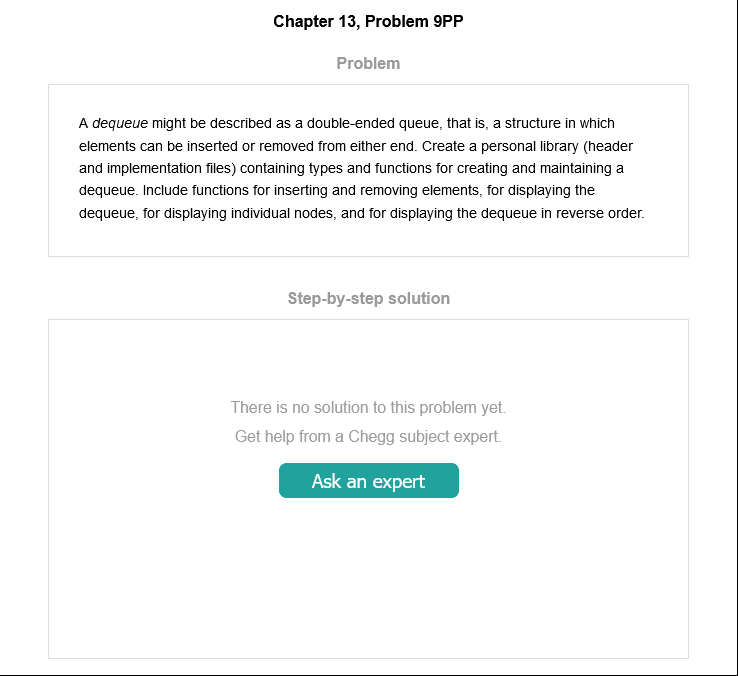 Chapter 13, Problem 9PP
Problem
A dequeue might be described as a double-ended queue, that is, a structure in which
elements can be inserted or removed from either end. Create a personal library (header
and implementation files) containing types and functions for creating and maintaining a
dequeue. Include functions for inserting and removing elements, for displaying the
dequeue, for displaying individual nodes, and for displaying the dequeue in reverse order.
Step-by-step solution
There is no solution to this problem yet.
Get help from a Chegg subject expert.
Ask an expert